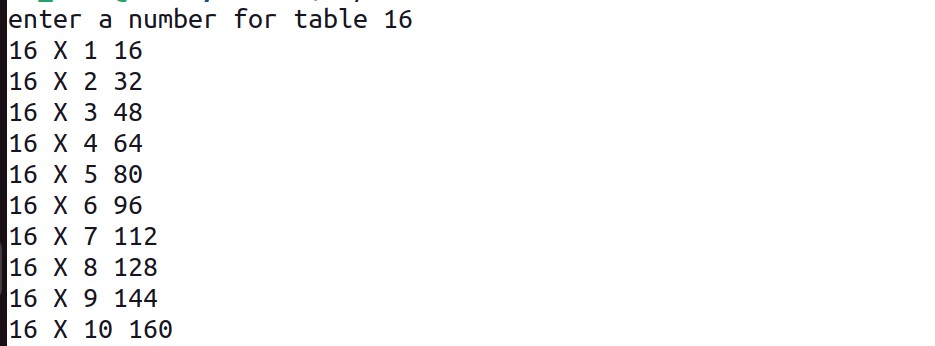 enter a number for table 16
16 X 1 16
16 X 2 32
16 X 3 48
16 X 4 64
16 X 5 80
16 X 6 96
16 X 7 112
16 X 8 128
16 X 9 144
16 X 10 160